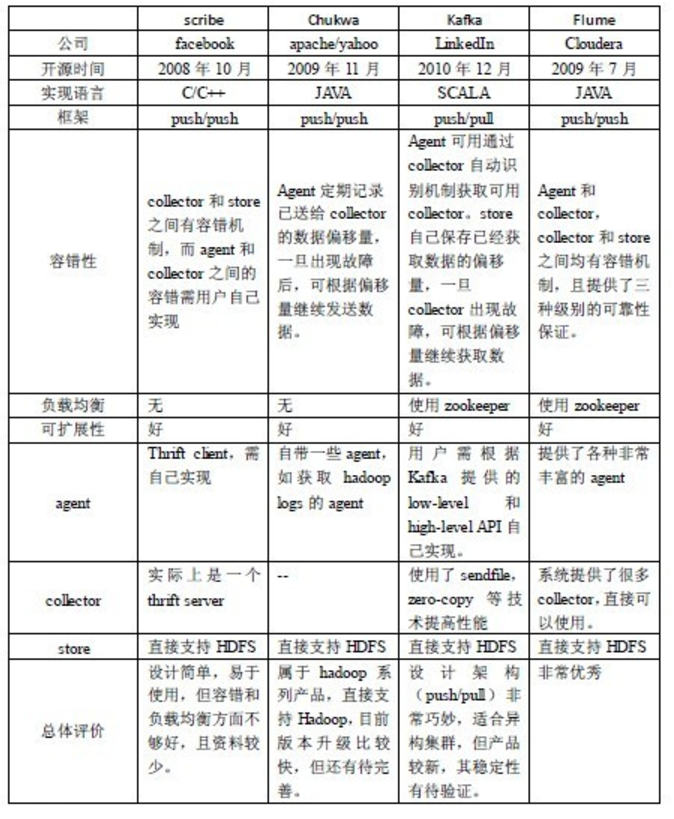 scribe Chukwa Kafka Flume
公司 facebook apache/yahoo LinkedIn Cloudera
开源时间 2008 年 10 月 2009 年 11 月 2010 年 12 月 2009 年 7 月
实现语言 C/C++ JAVA SCALA JAVA
框架 push/push push/push push/pull push/push
容错性
collector 和 store
之间有容错机
制，而 agent 和
collector 之间的
容错需用户自己
实现
Agent 定期记录
已送给 collector
的数据偏移量，
一旦出现故障
后，可根据偏移
量继续发送数
据。
Agent 可用通过
collector 自动识
别机制获取可用
collector。store
自己保存已经获
取数据的偏移
量，一旦
collector 出现故
障，可根据偏移
量继续获取数
据。
Agent 和
collector，
collector 和 store
之间均有容错机
制，且提供了三
种级别的可靠性
保证。
负载均衡 无 无 使用 zookeeper 使用 zookeeper
可扩展性 好 好 好 好
agent
Thrift client，需
自己实现
自带一些 agent，
如获取 hadoop
logs 的 agent
用户需根据
Kafka 提供的
low-level 和
high-level API 自
己实现。
提供了各种非常
丰富的 agent
collector
实际上是一个
thrift server
--
使用了 sendfile，
zero-copy 等技
术提高性能
系统提供了很多
collector，直接可
以使用。
store 直接支持 HDFS 直接支持 HDFS 直接支持 HDFS 直接支持 HDFS
总体评价
设计简单，易于
使用，但容错和
负载均衡方面不
够好，且资料较
少。
属于 hadoop 系
列产品，直接支
持 Hadoop，目前
版本升级比较
快，但还有待完
善。
设计架构
（push/pull）非
常巧妙，适合异
构集群，但产品
较新，其稳定性
有待验证。
非常优秀